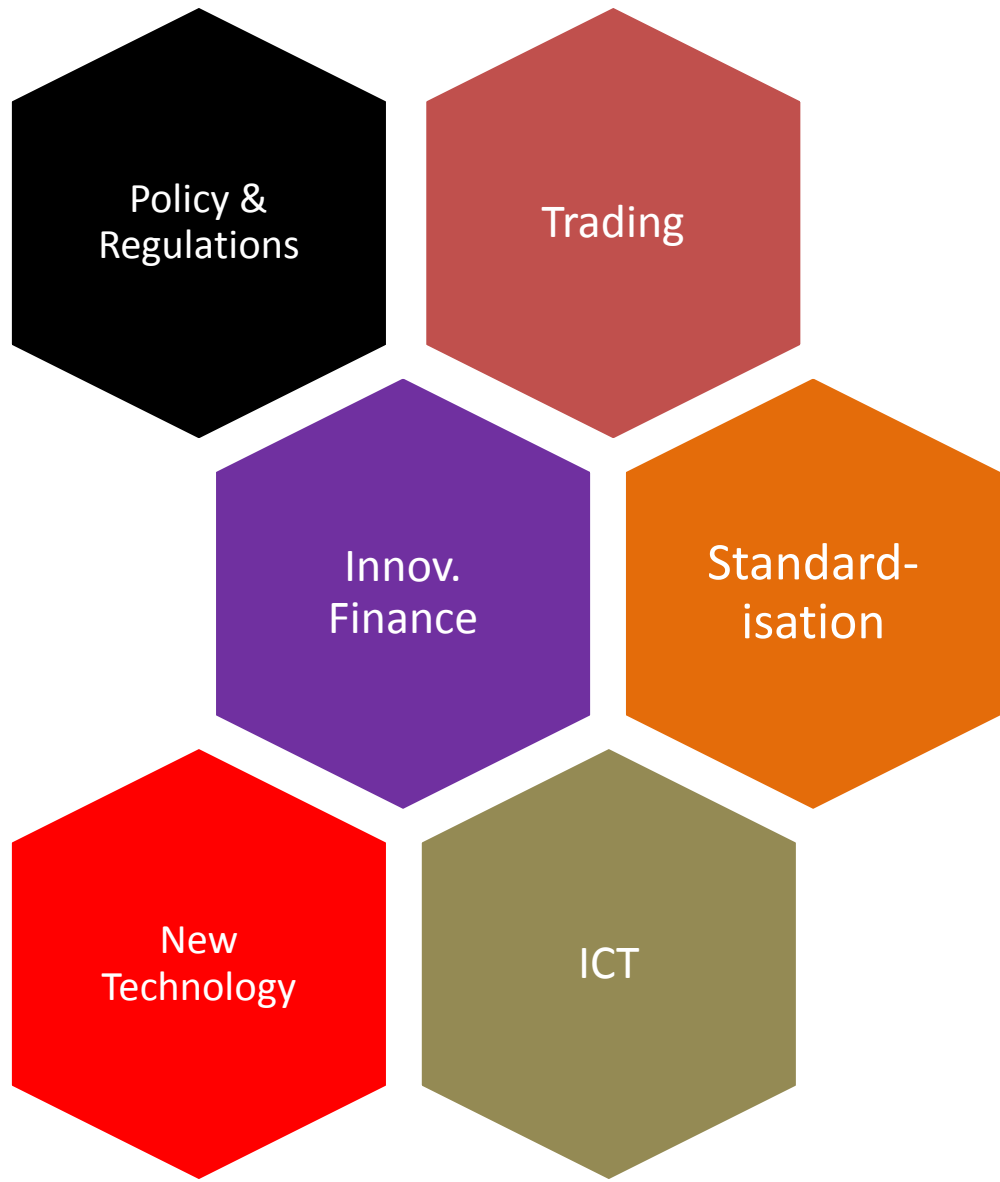 Policy &
Regulations
Trading
Innov.
Finance
Standard-
isation
New
Technology
ICT